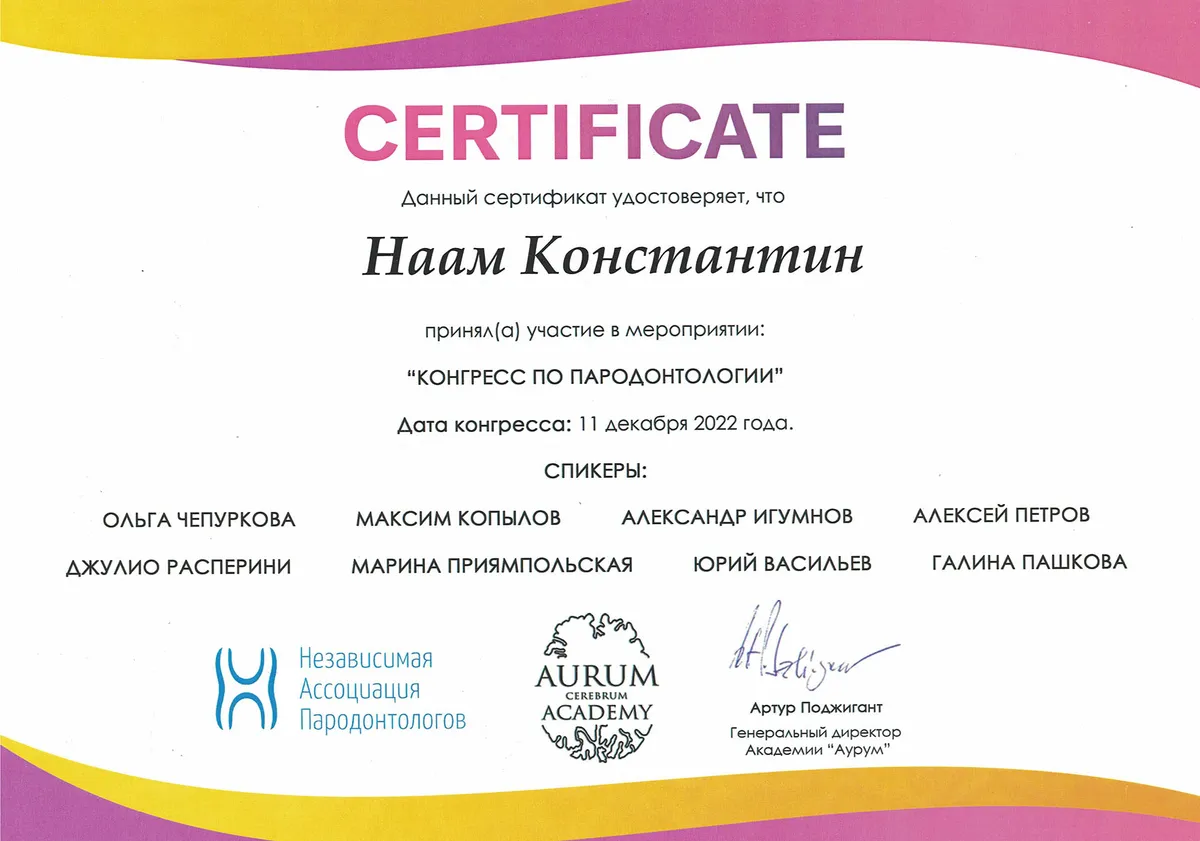 CERTIFICATE
Данный сертификат удостоверяет, что
Наам Константин
принял(а) участие в мероприятии:
“КОНГРЕСС ПО ПАРОДОНТОЛОГИИ”
Дата конгресса: 11 декабря 2022 года.
СПИКЕРЫ:
ОЛЬГА ЧЕПУРКОВА МАКСИМ КОПЫЛОВ АЛЕКСАНДР ИГУМНОВ АЛЕКСЕЙ ПЕТРОВ
ДЖУЛИО РАСПЕРИНИ МАРИНА ПРИЯМПОЛЬСКАЯ ЮРИЙ ВАСИЛЬЕВ ГАЛИНА ПАШКОВА
Независимая
Ассоциация
Пародонтологов
AURUM
CEREBRUM
ACADEMY
Артур Поджигант
Генеральный директор
Академии “Аурум”